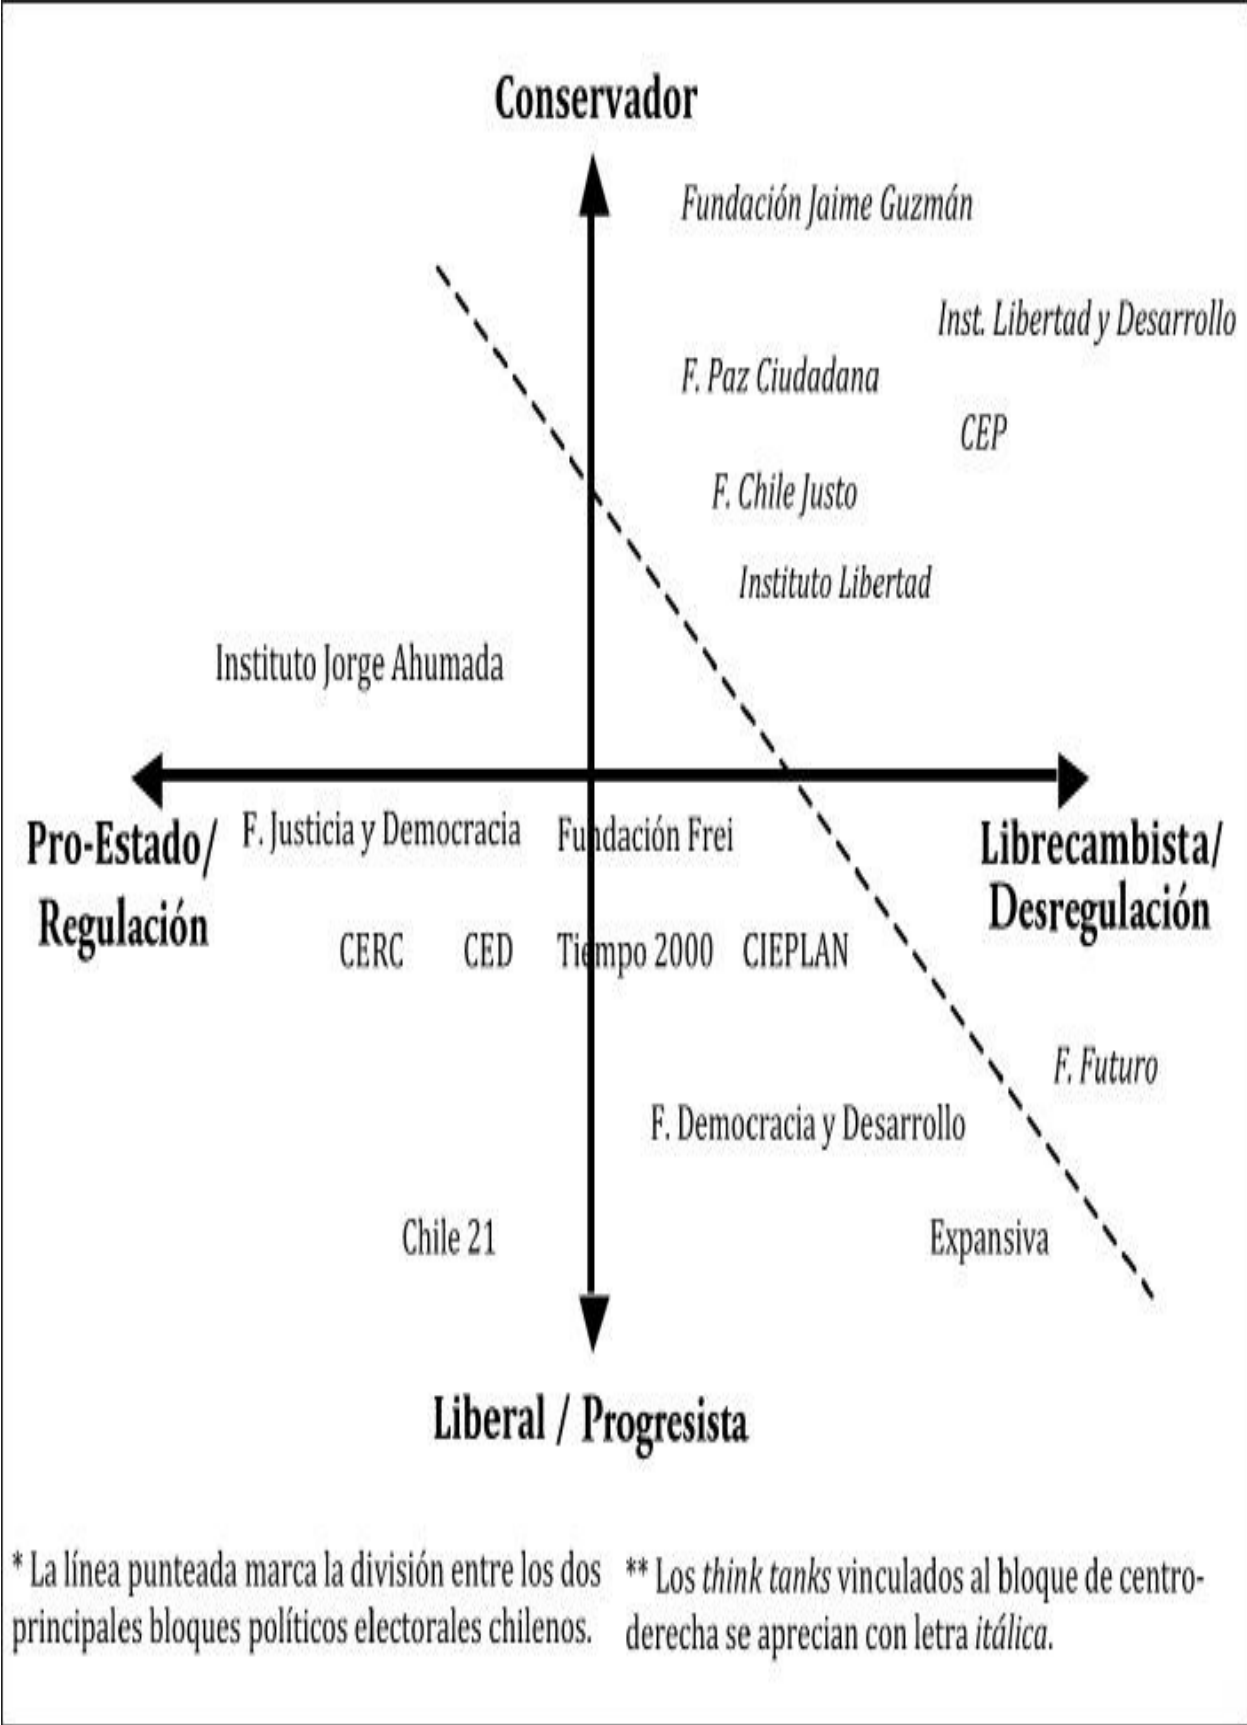 Conservador
Fundación Jaime Guzmán
Inst. Libertad y Desarrollo
F. Paz Ciudadana
CEP
F. Chile Justo
Instituto Libertad
Instituto Jorge Ahumada
Pro-Estado/
Regulación
F. Justicia y Democracia
Fundación Frei
Librecambista/
Desregulación
CERC
CED
Tiempo 2000
CIEPLAN
F. Futuro
F. Democracia y Desarrollo
Chile 21
Expansiva
Liberal / Progresista
* La línea punteada marca la división entre los dos
principales bloques políticos electorales chilenos.
** Los think tanks vinculados al bloque de centro-
derecha se aprecian con letra itálica.